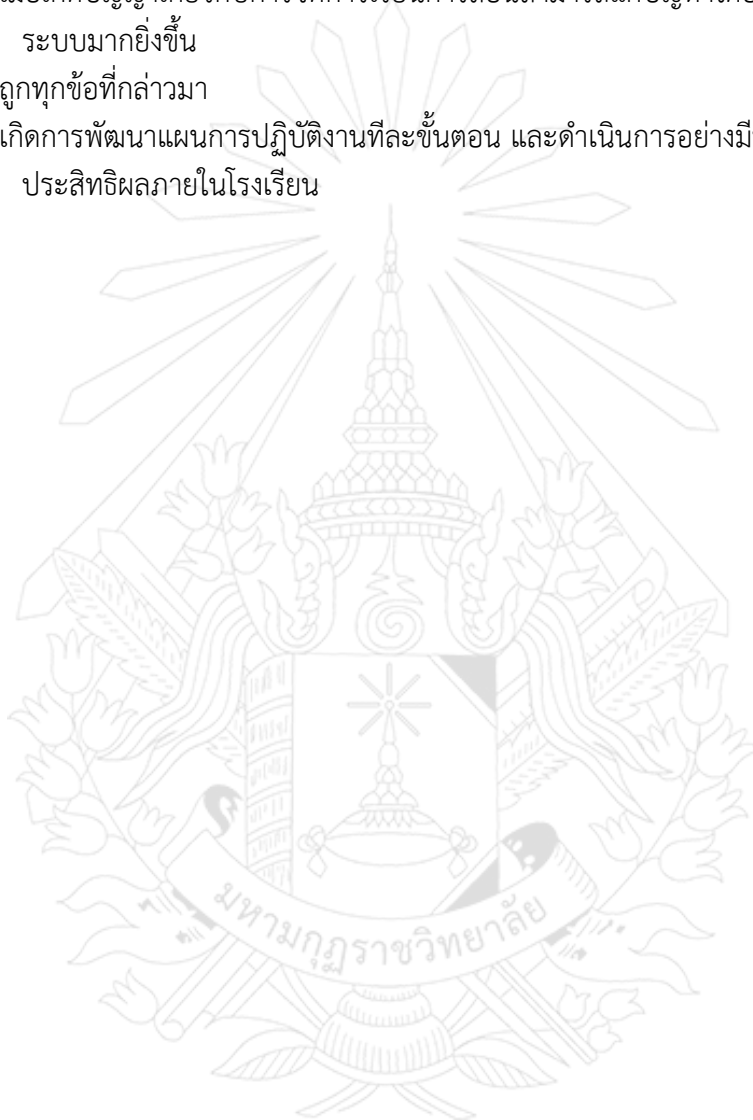 ระบบมากยิ่งขึ้น
ถูกทุกข้อที่กล่าวมา
เกิดการพัฒนาแผนการปฏิบัติงานทีละขั้นตอน และดำเนินการอย่างมี
ประสิทธิผลภายในโรงเรียน
มหามกุฏราชวิทยาลัย